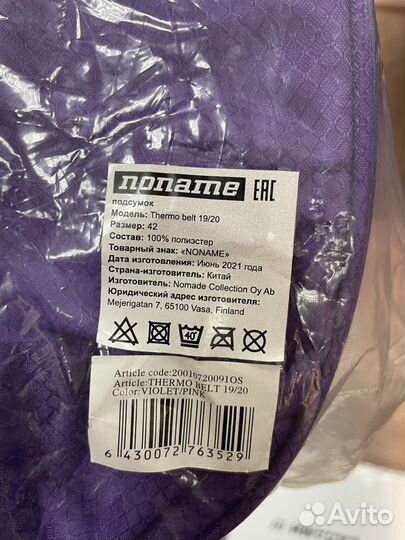 noname EAC
подсумок
Модель: Thermo belt 19/20
Размер: 42
Состав: 100% полиэстер
Товарный знак: «NONAME»
Дата изготовления: Июнь 2021 года
Страна-изготовитель: Китай
Изготовитель: Nomade Collection Oy Ab
Юридический адрес изготовителя:
Mejerigatan 7, 65100 Vasa, Finland
40°
Article code:20010720091OS
Article:THERMO BELT 19/20
Color:VIOLET/PINK
6 430072 763529
Avito